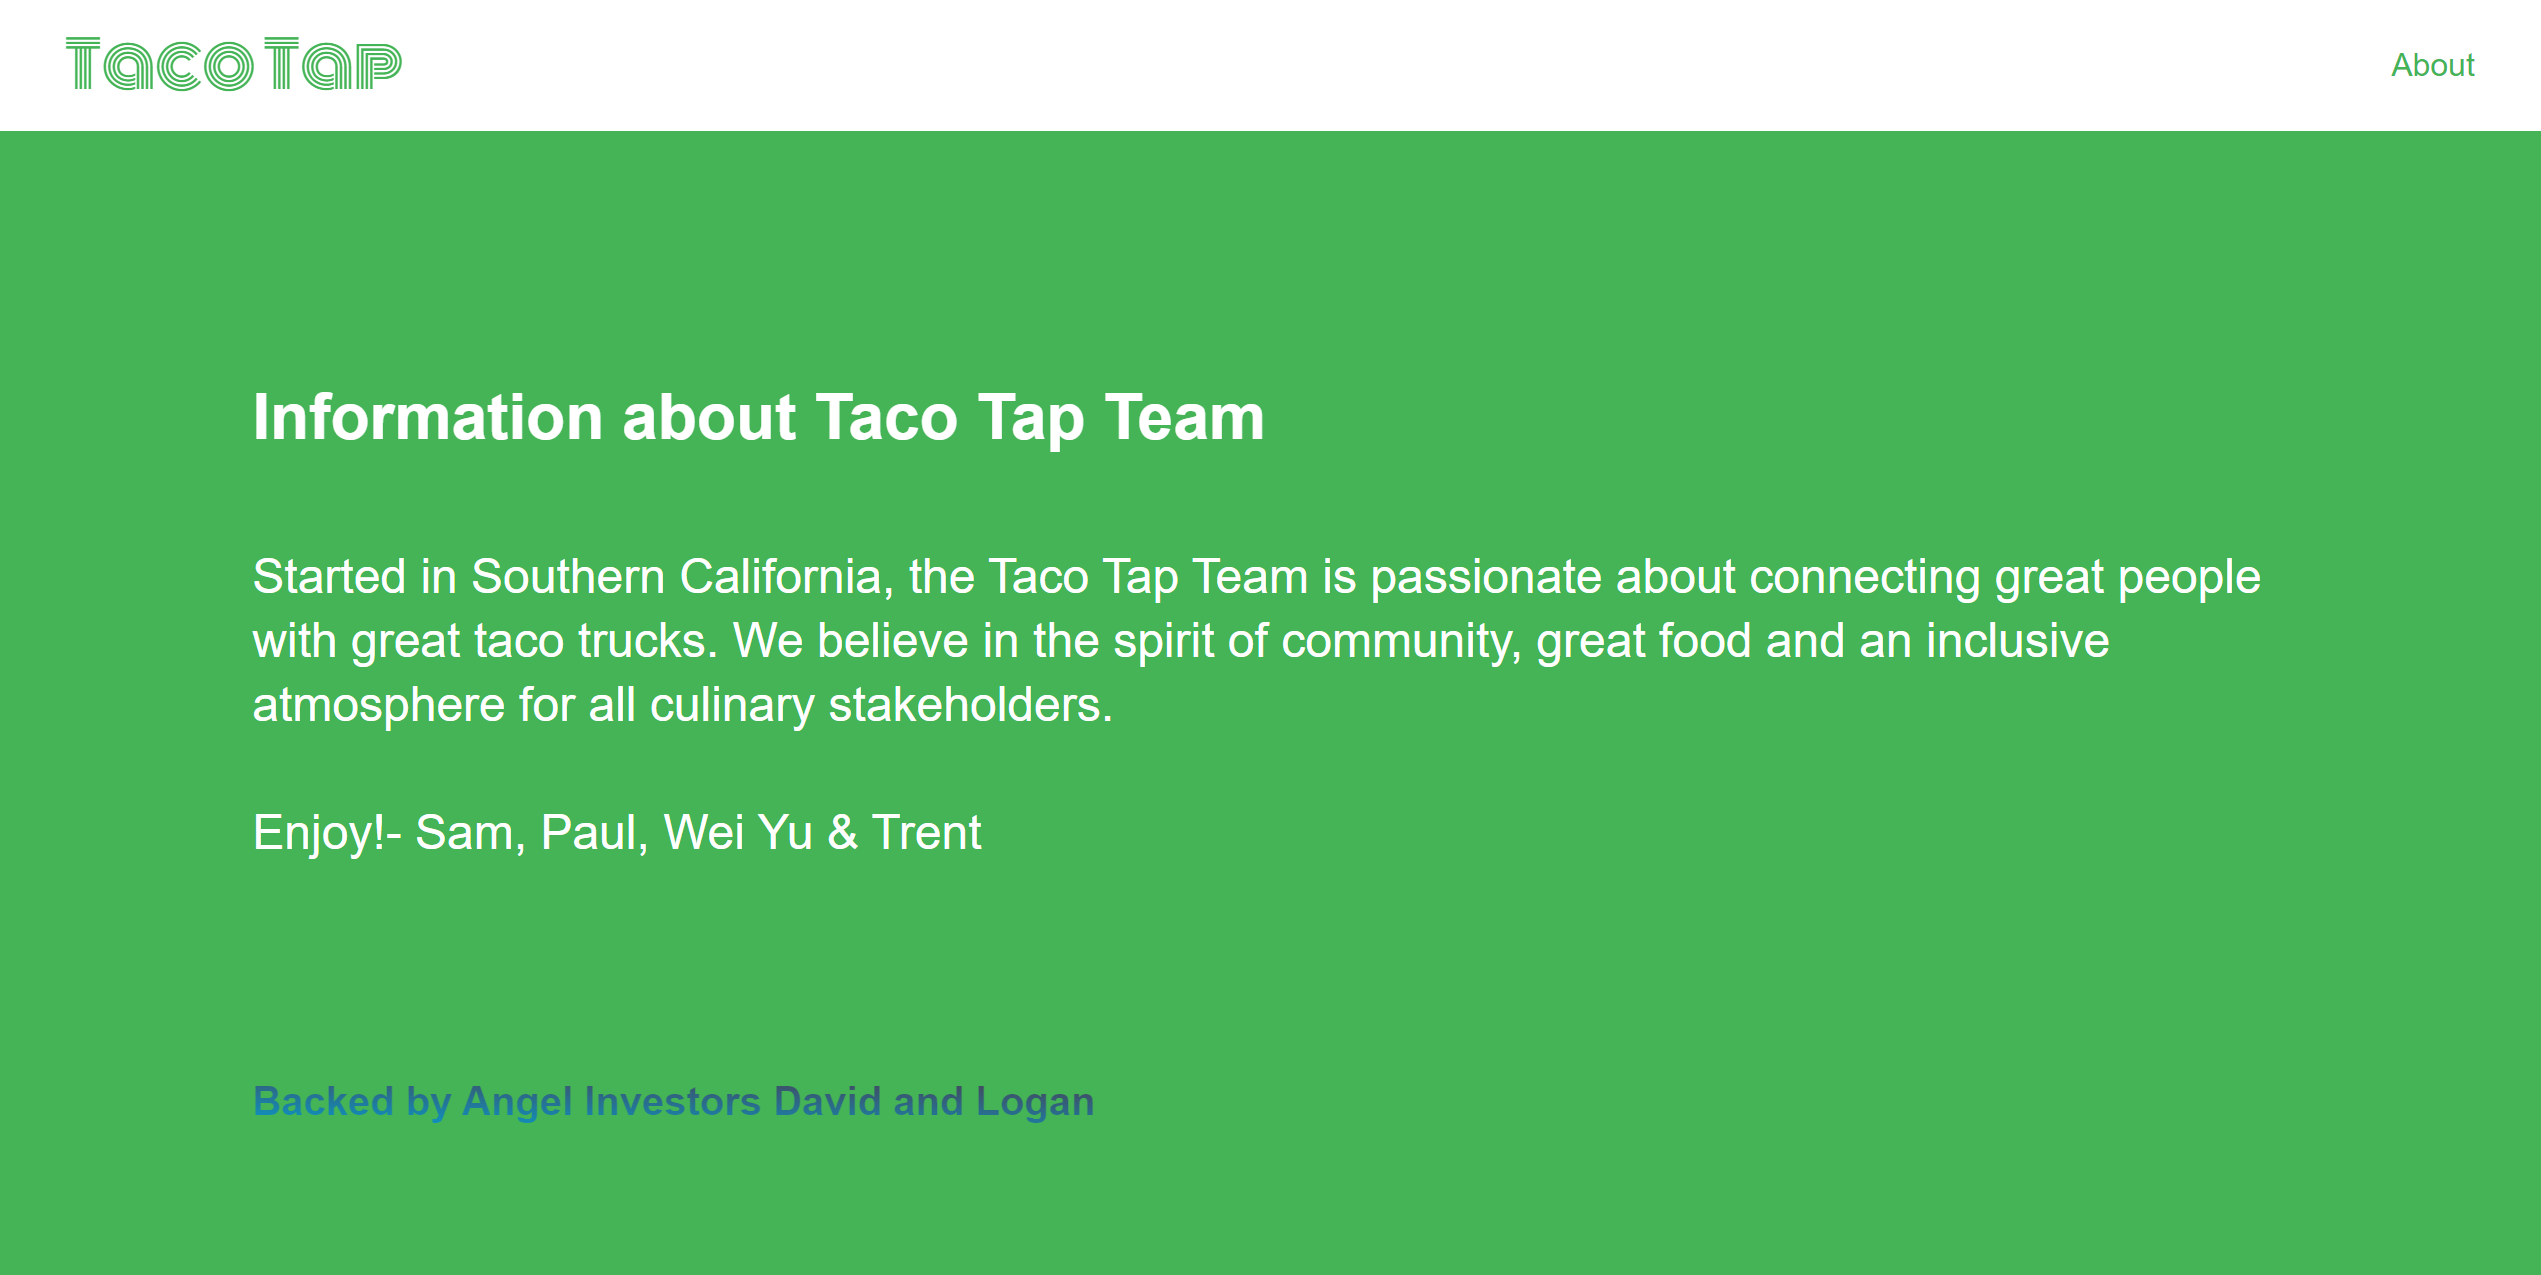 TacoTap
About
Information about Taco Tap Team
Started in Southern California, the Taco Tap Team is passionate about connecting great people
with great taco trucks. We believe in the spirit of community, great food and an inclusive
atmosphere for all culinary stakeholders.
Enjoy!- Sam, Paul, Wei Yu & Trent
Backed by Angel Investors David and Logan